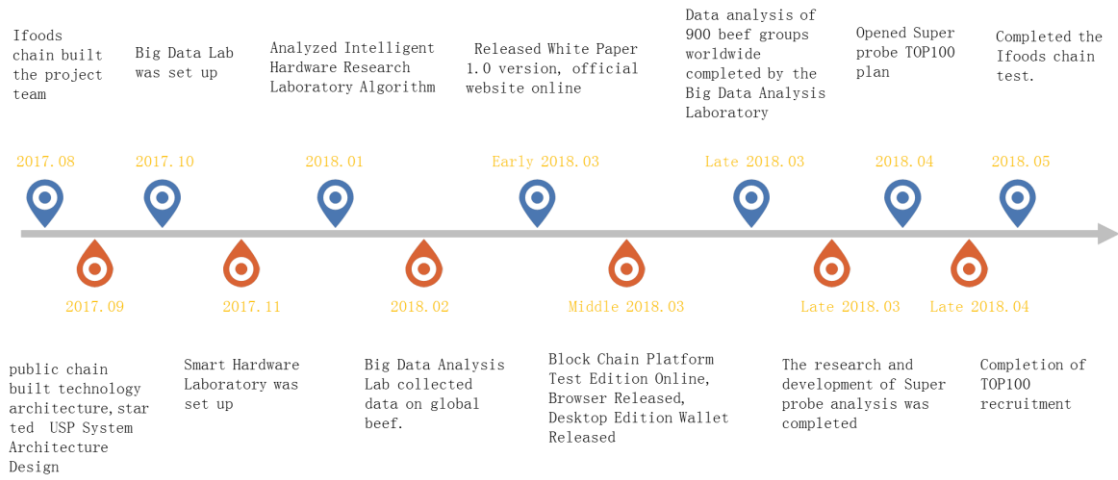 Ifoods
chain built
the project
team
Big Data Lab
was set up
Analyzed Intelligent
Hardware Research
Laboratory Algorithm
Released White Paper
1.0 version, official
website online
Data analysis of
900 beef groups
worldwide
completed by the
Big Data Analysis
Laboratory
Opened Super
probe TOP100
plan
Completed the
Ifoods chain
test.
2017.08
2017.10
2018.01
Early 2018.03
Late 2018.03
2018.04
2018.05
2017.09
2017.11
2018.02
Middle 2018.03
Late 2018.03
Late 2018.04
public chain
built technology
architecture,star
ted  USP System
Architecture
Design
Smart Hardware
Laboratory was
set up
Big Data Analysis
Lab collected
data on global
beef.
Block Chain Platform
Test Edition Online,
Browser Released,
Desktop Edition Wallet
Released
The research and
development of Super
probe analysis was
completed
Completion of
TOP100
recruitment